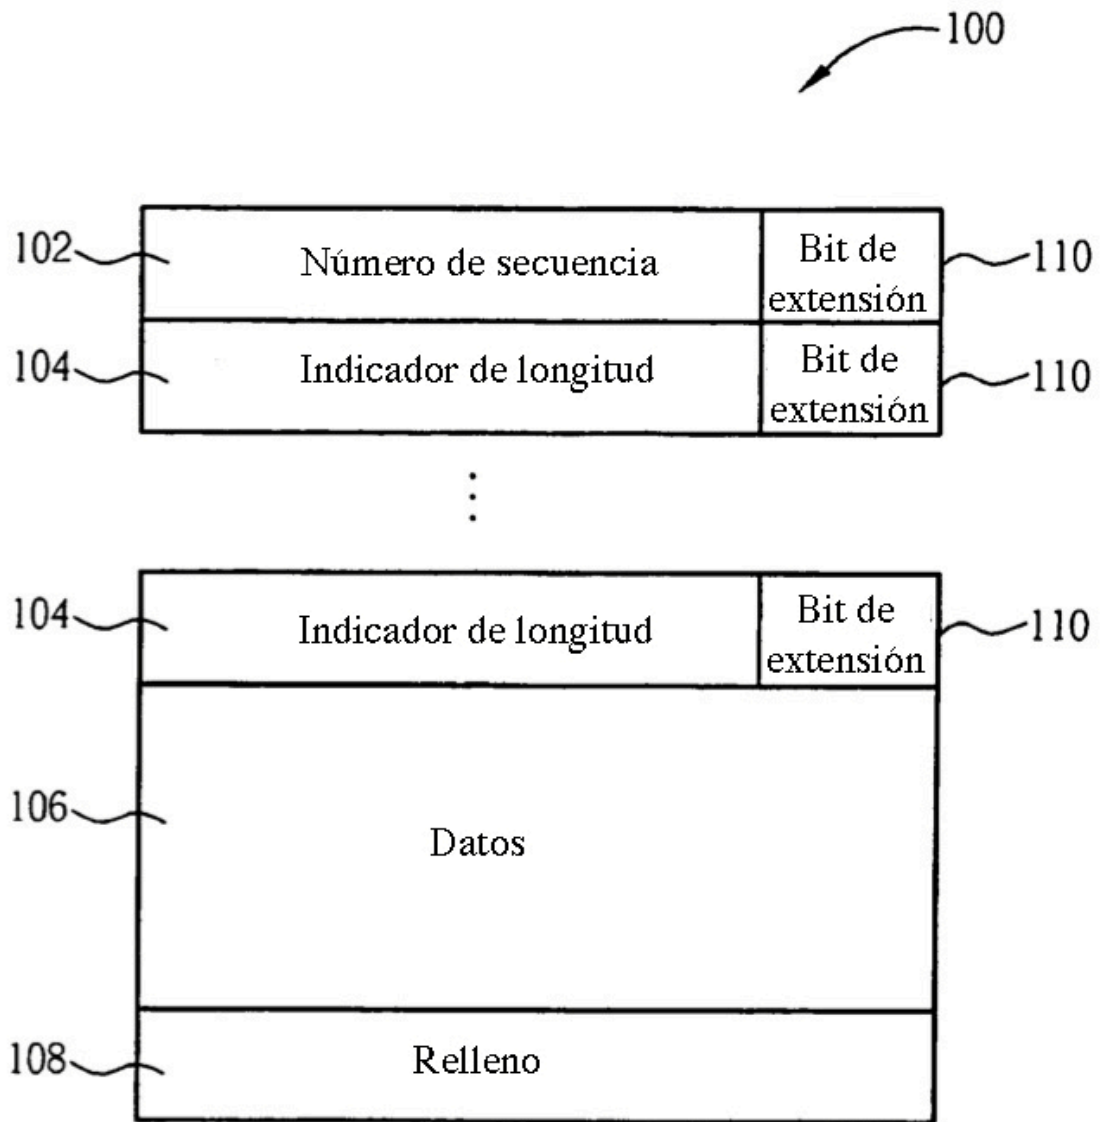 100
102
Número de secuencia
Bit de
extensión
110
104
Indicador de longitud
Bit de
extensión
110
104
Indicador de longitud
Bit de
extensión
110
106
Datos
108
Relleno